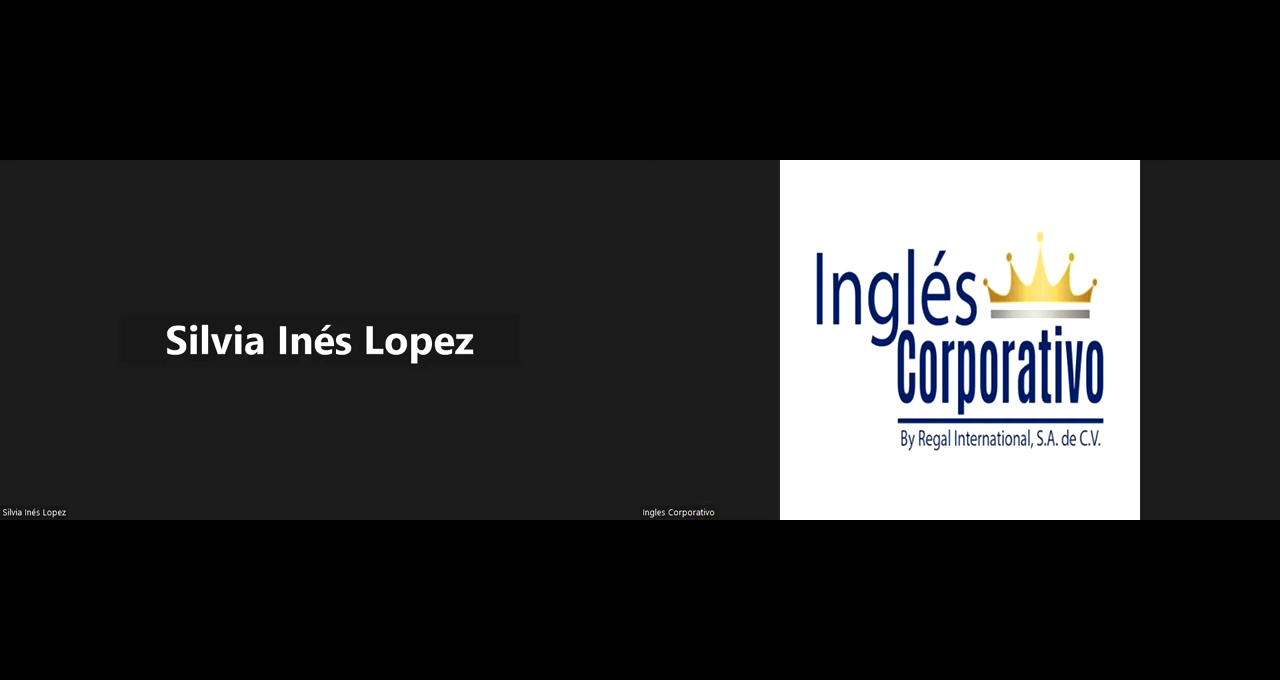 Silvia Inés Lopez
Silvia Inés Lopez
Inglés
Corporativo
By Regal International, S.A. de C.V.
Ingles Corporativo